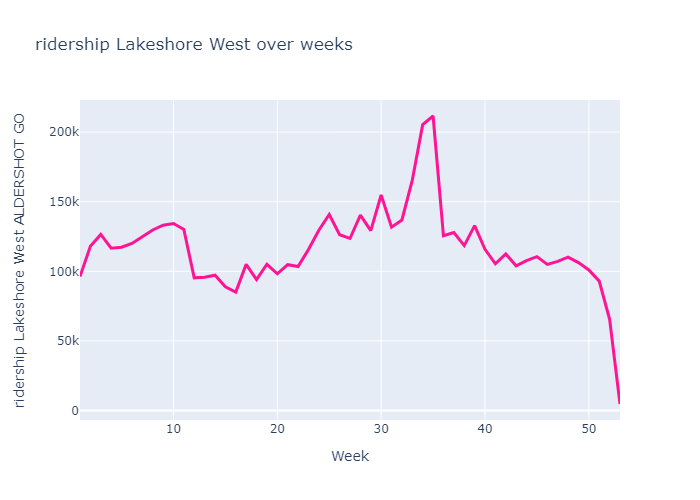 ridership Lakeshore West over weeks
ridership Lakeshore West ALDERSHOT GO
200k
150k
100k
50k
0
10 20 30 40 50
Week